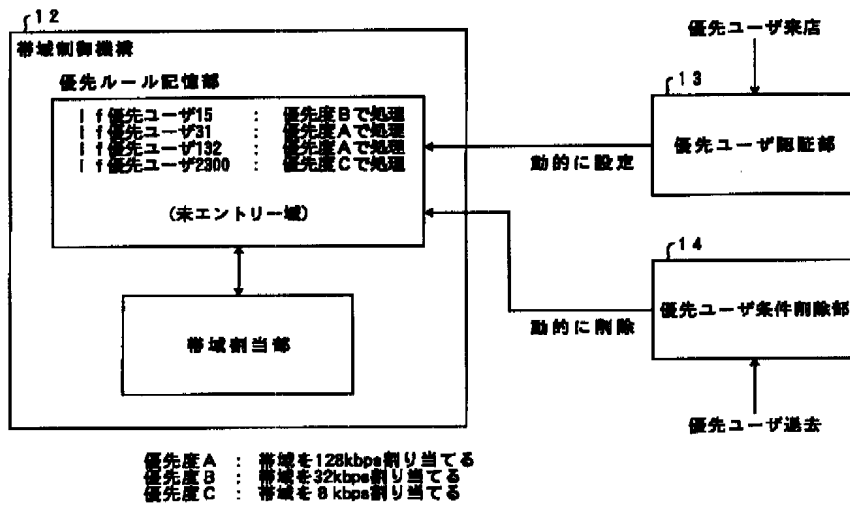 12
帯域制御機構
優先ルール記憶部
If優先ユーザ15 : 優先度Bで処理
If優先ユーザ31 : 優先度Aで処理
If優先ユーザ132 : 優先度Aで処理
If優先ユーザ2300 : 優先度Cで処理
(未エントリー域)
帯域割当部
優先ユーザ来店
13
優先ユーザ認証部
動的に設定
14
優先ユーザ条件削除部
動的に削除
優先ユーザ退去
優先度A : 帯域を128kbps割り当てる
優先度B : 帯域を32kbps割り当てる
優先度C : 帯域を8kbps割り当てる